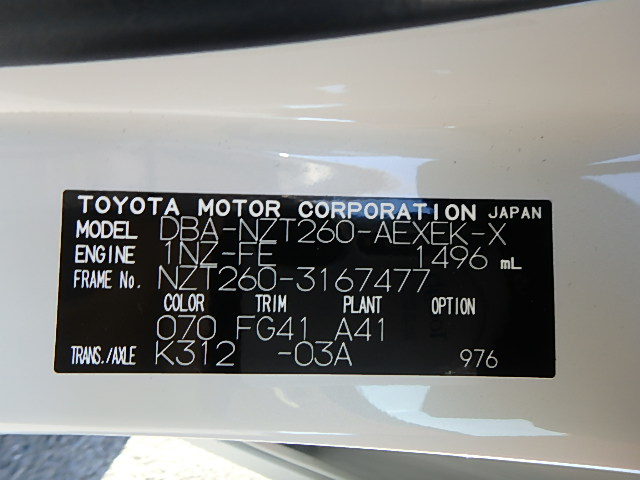 TOYOTA MOTOR CORPORATION JAPAN
MODEL DBA-NZT260-AEXEK-X
ENGINE 1NZ-FE 1496 mL
FRAME No. NZT260-3167477
COLOR TRIM PLANT OPTION
070 FG41 A41
TRANS./AXLE K312 -03A 976